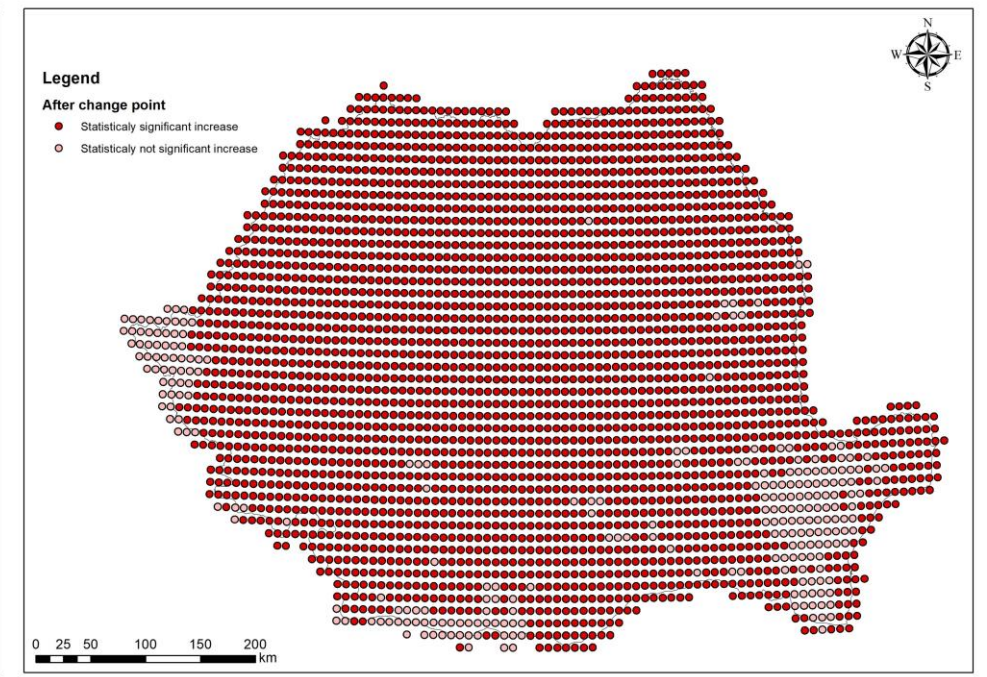 N
W E
S
Legend
After change point
Statisticaly significant increase
Statisticaly not significant increase
0 25 50 100 150 200
km